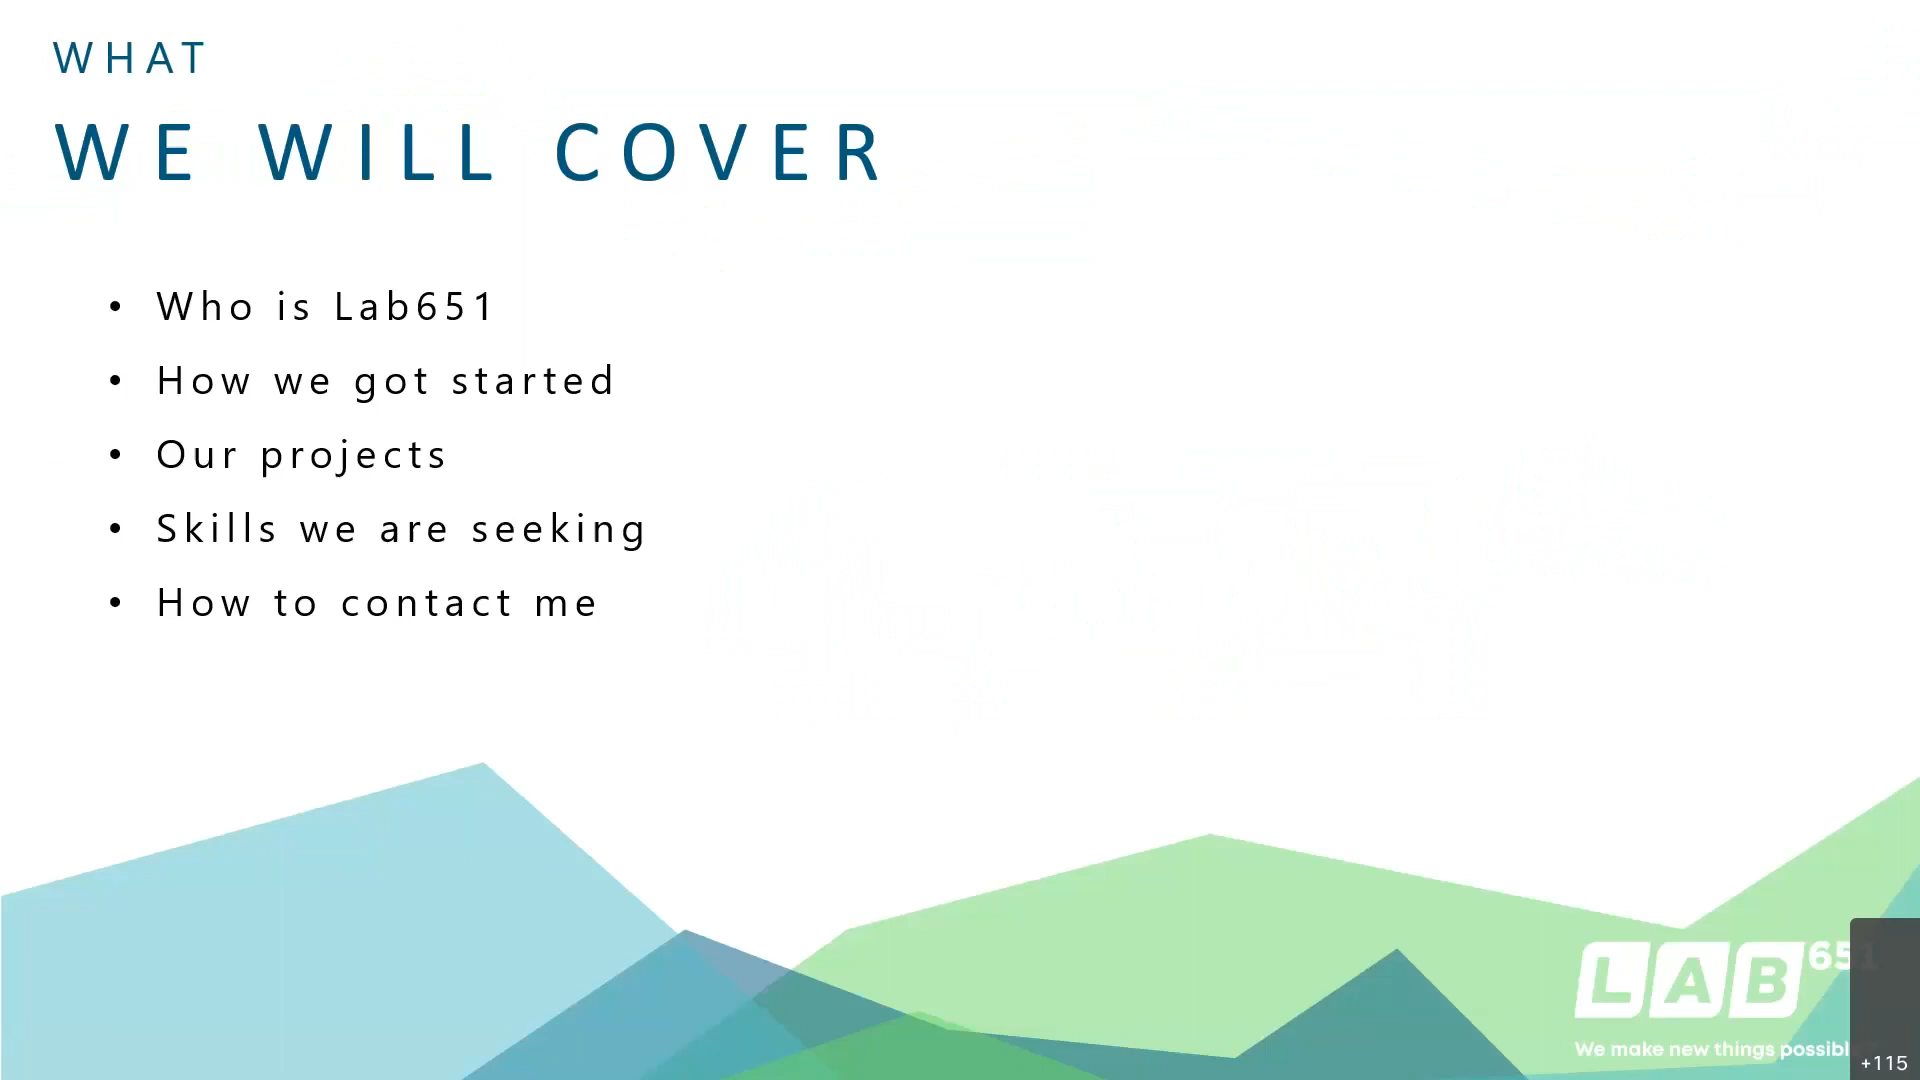 WHAT
WE WILL COVER
• Who is Lab651
• How we got started
• Our projects
• Skills we are seeking
• How to contact me
LAB 651
We make new things possibl
+115